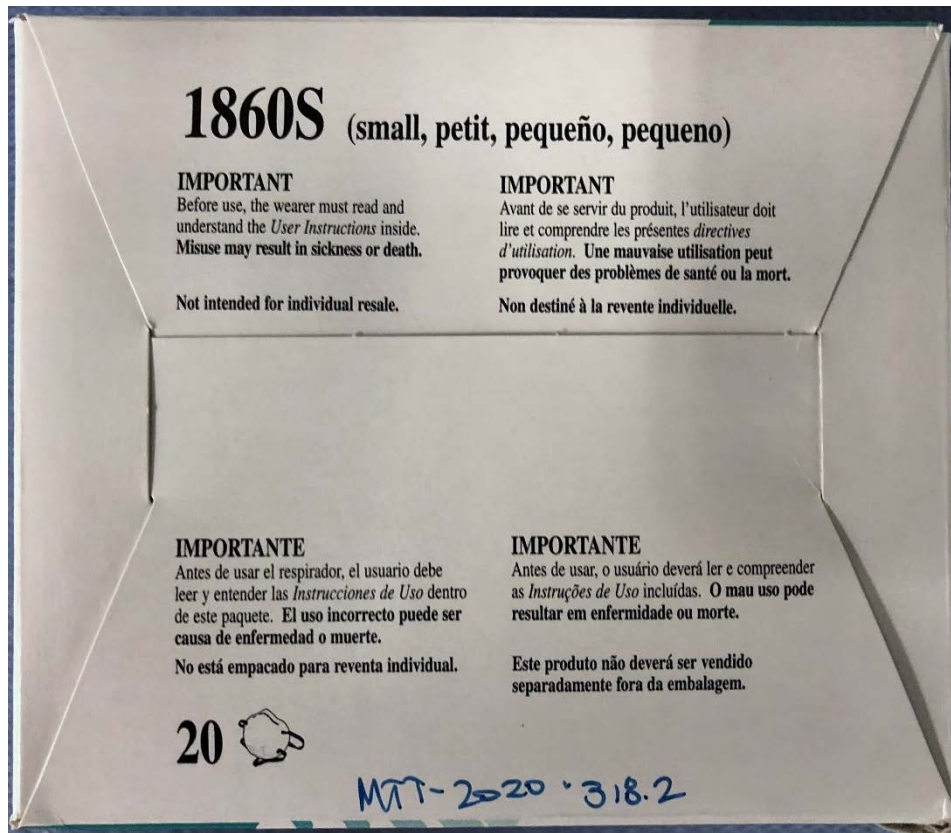 1860S (small, petit, pequeño, pequeno)
IMPORTANT
Before use, the wearer must read and
understand the User Instructions inside.
Misuse may result in sickness or death.
Not intended for individual resale.
IMPORTANT
Avant de se servir du produit, l'utilisateur doit
lire et comprendre les présentes directives
d'utilisation. Une mauvaise utilisation peut
provoquer des problèmes de santé ou la mort.
Non destiné à la revente individuelle.
IMPORTANTE
Antes de usar el respirador, el usuario debe
leer y entender las Instrucciones de Uso dentro
de este paquete. El uso incorrecto puede ser
causa de enfermedad o muerte.
No está empacado para reventa individual.
IMPORTANTE
Antes de usar, o usuário deverá ler e compreender
as Instruções de Uso incluídas. O mau uso pode
resultar em enfermidade ou morte.
Este produto não deverá ser vendido
separadamente fora da embalagem.
20
MTT-2020.318.2